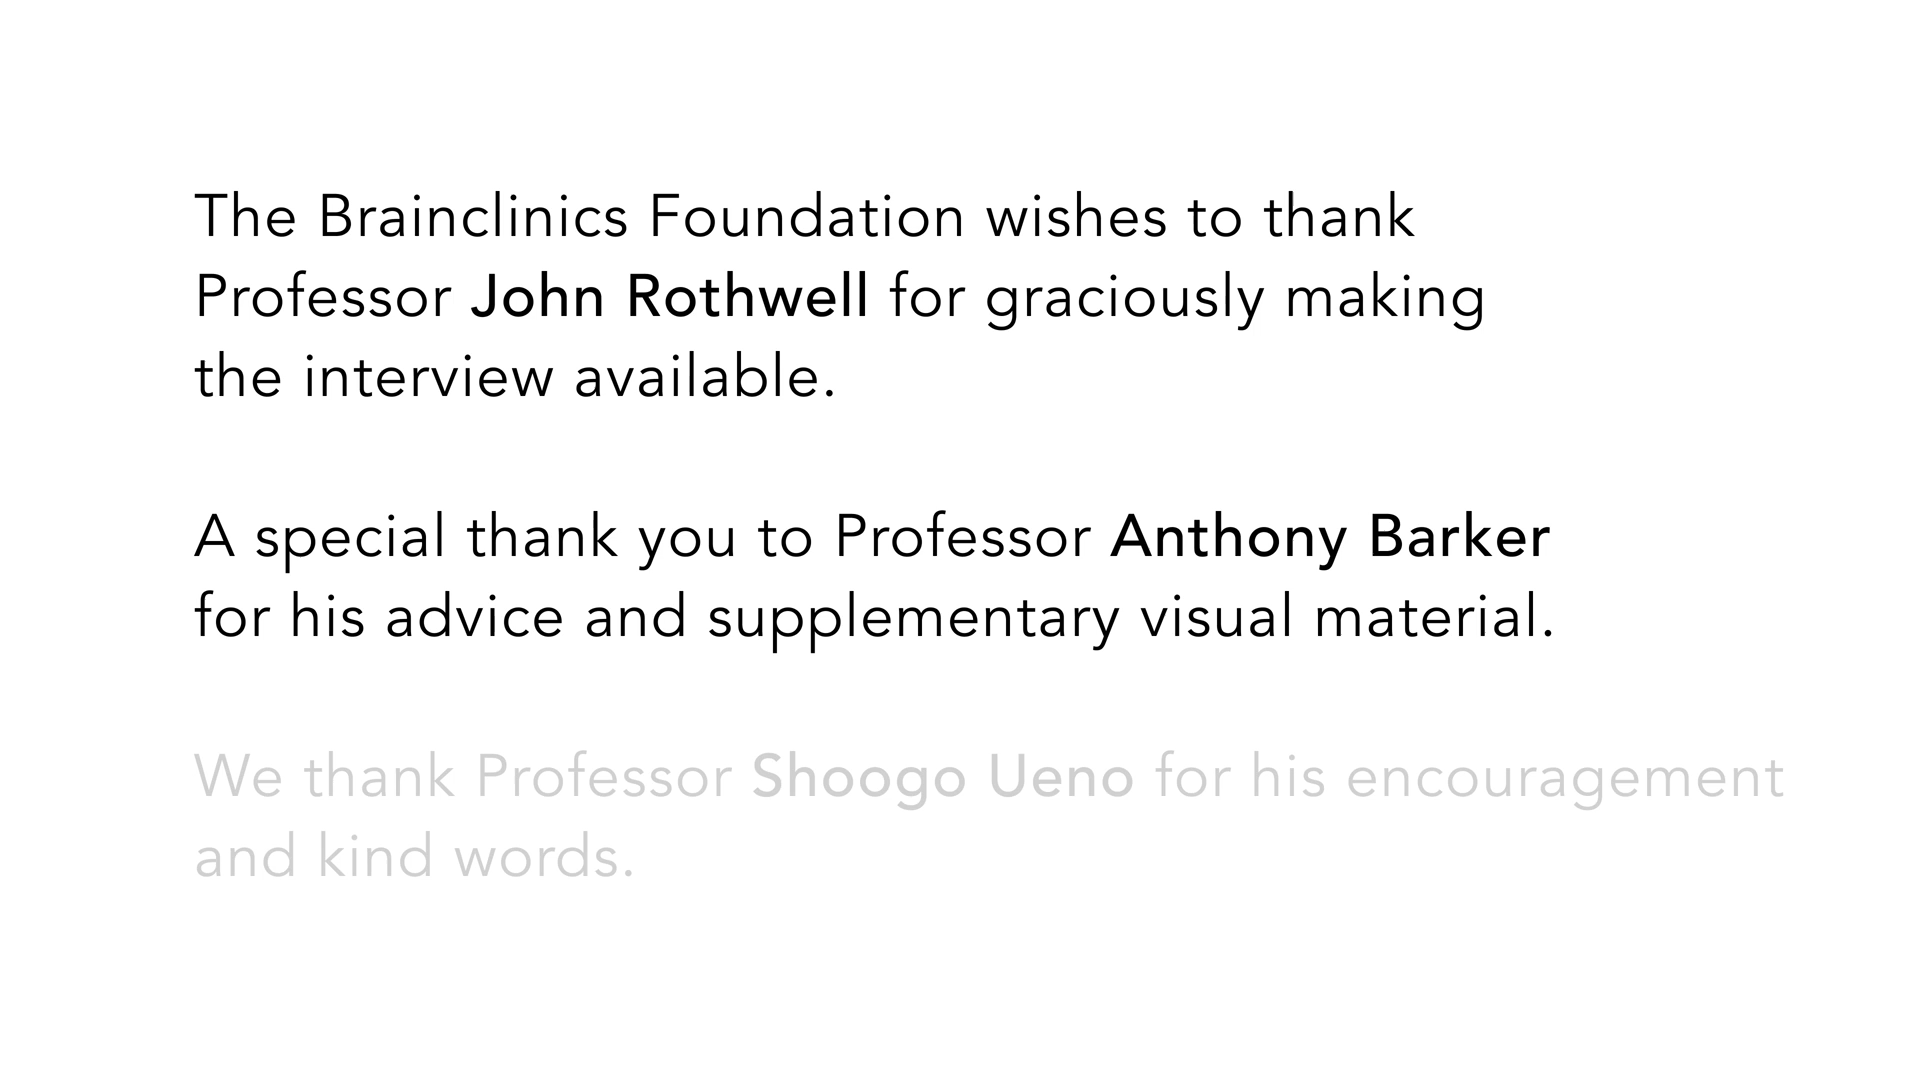 The Brainclinics Foundation wishes to thank
Professor John Rothwell for graciously making
the interview available.
A special thank you to Professor Anthony Barker
for his advice and supplementary visual material.
We thank Professor Shoogo Ueno for his encouragement
and kind words.